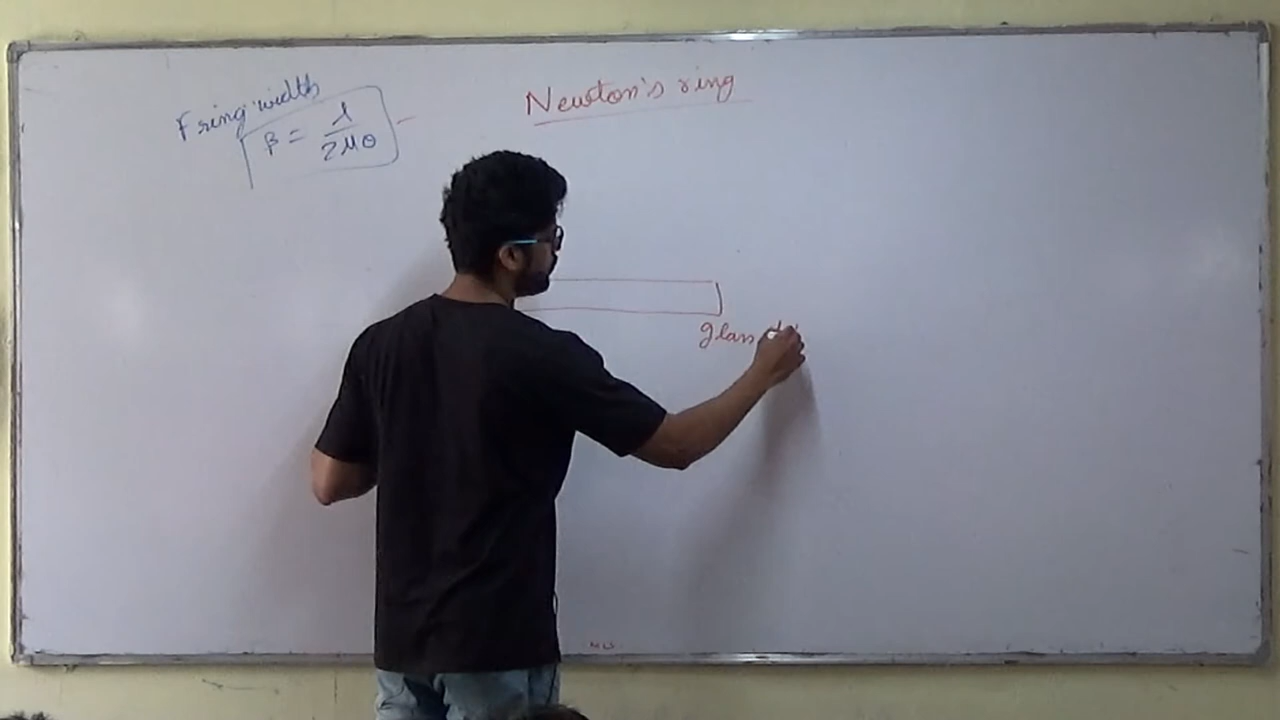 Fring width
β = λ / 2μθ
Newton's ring
glass